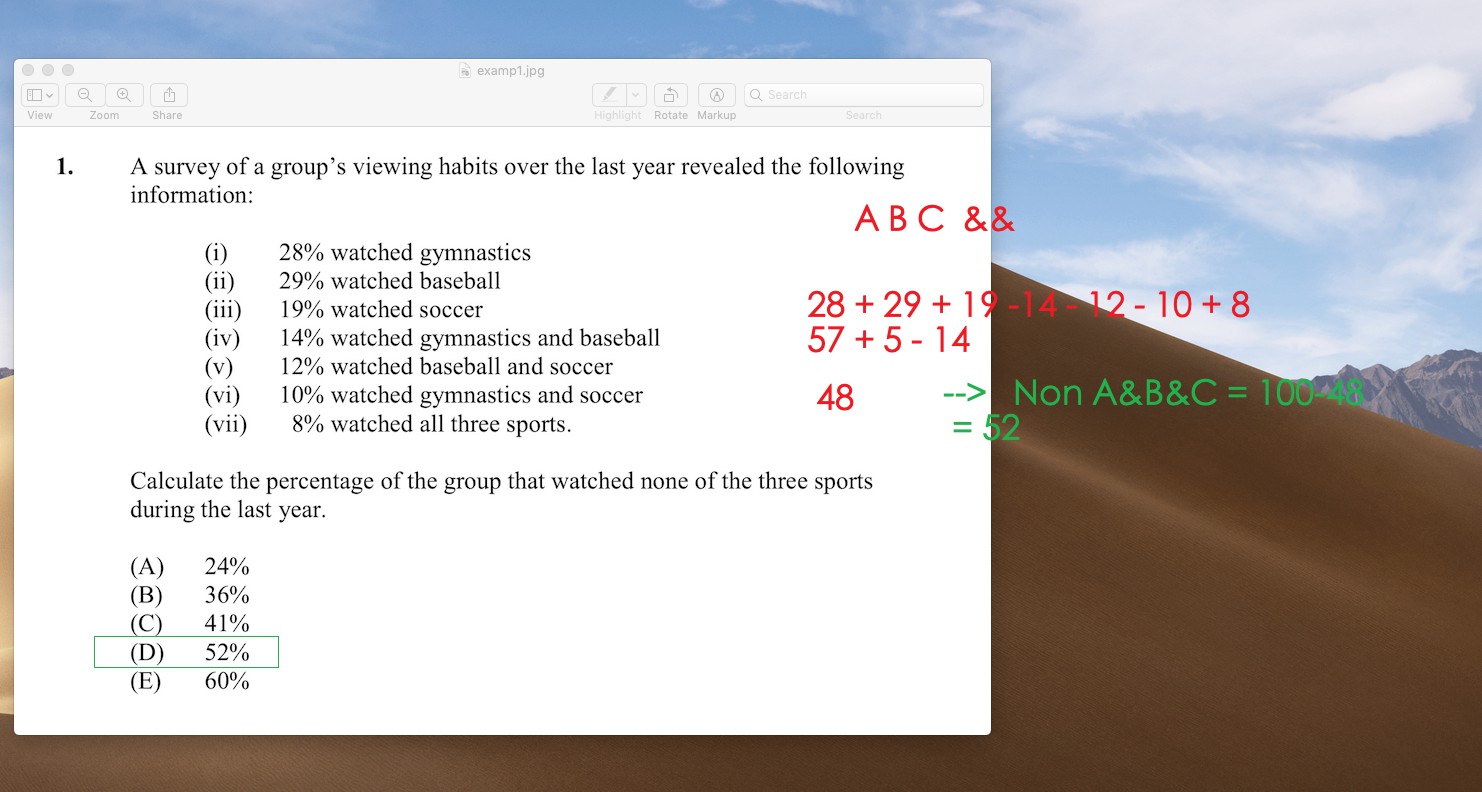 exampl1.jpg
View Zoom Share Highlight Rotate Markup Search
Search
1. A survey of a group’s viewing habits over the last year revealed the following
information:
A B C &&
(i) 28% watched gymnastics
(ii) 29% watched baseball
(iii) 19% watched soccer
28 + 29 + 19 -14 - 12 - 10 + 8
(iv) 14% watched gymnastics and baseball
57 + 5 - 14
(v) 12% watched baseball and soccer
(vi) 10% watched gymnastics and soccer
48 --> Non A&B&C = 100-48
(vii) 8% watched all three sports.
= 52
Calculate the percentage of the group that watched none of the three sports
during the last year.
(A) 24%
(B) 36%
(C) 41%
(D) 52%
(E) 60%